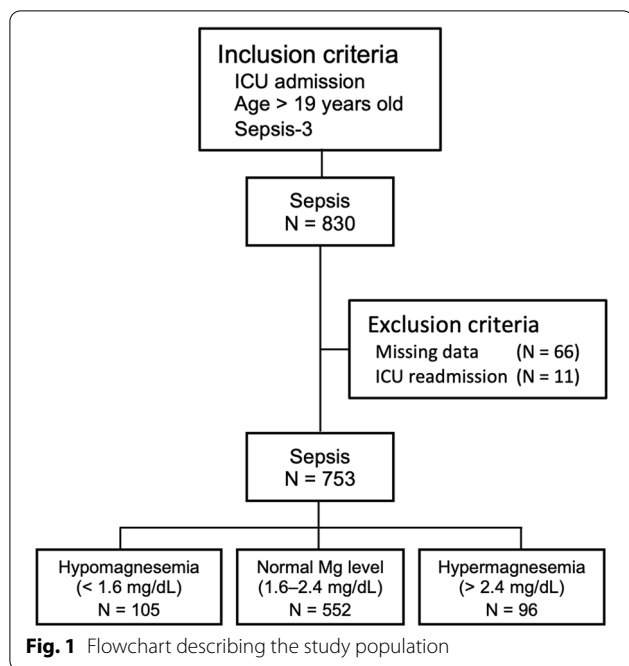 Inclusion criteria
ICU admission
Age > 19 years old
Sepsis-3
Sepsis
N = 830
Exclusion criteria
Missing data (N = 66)
ICU readmission (N = 11)
Sepsis
N = 753
Hypomagnesemia
(< 1.6 mg/dL)
N = 105
Normal Mg level
(1.6–2.4 mg/dL)
N = 552
Hypermagnesemia
(> 2.4 mg/dL)
N = 96
Fig. 1 Flowchart describing the study population